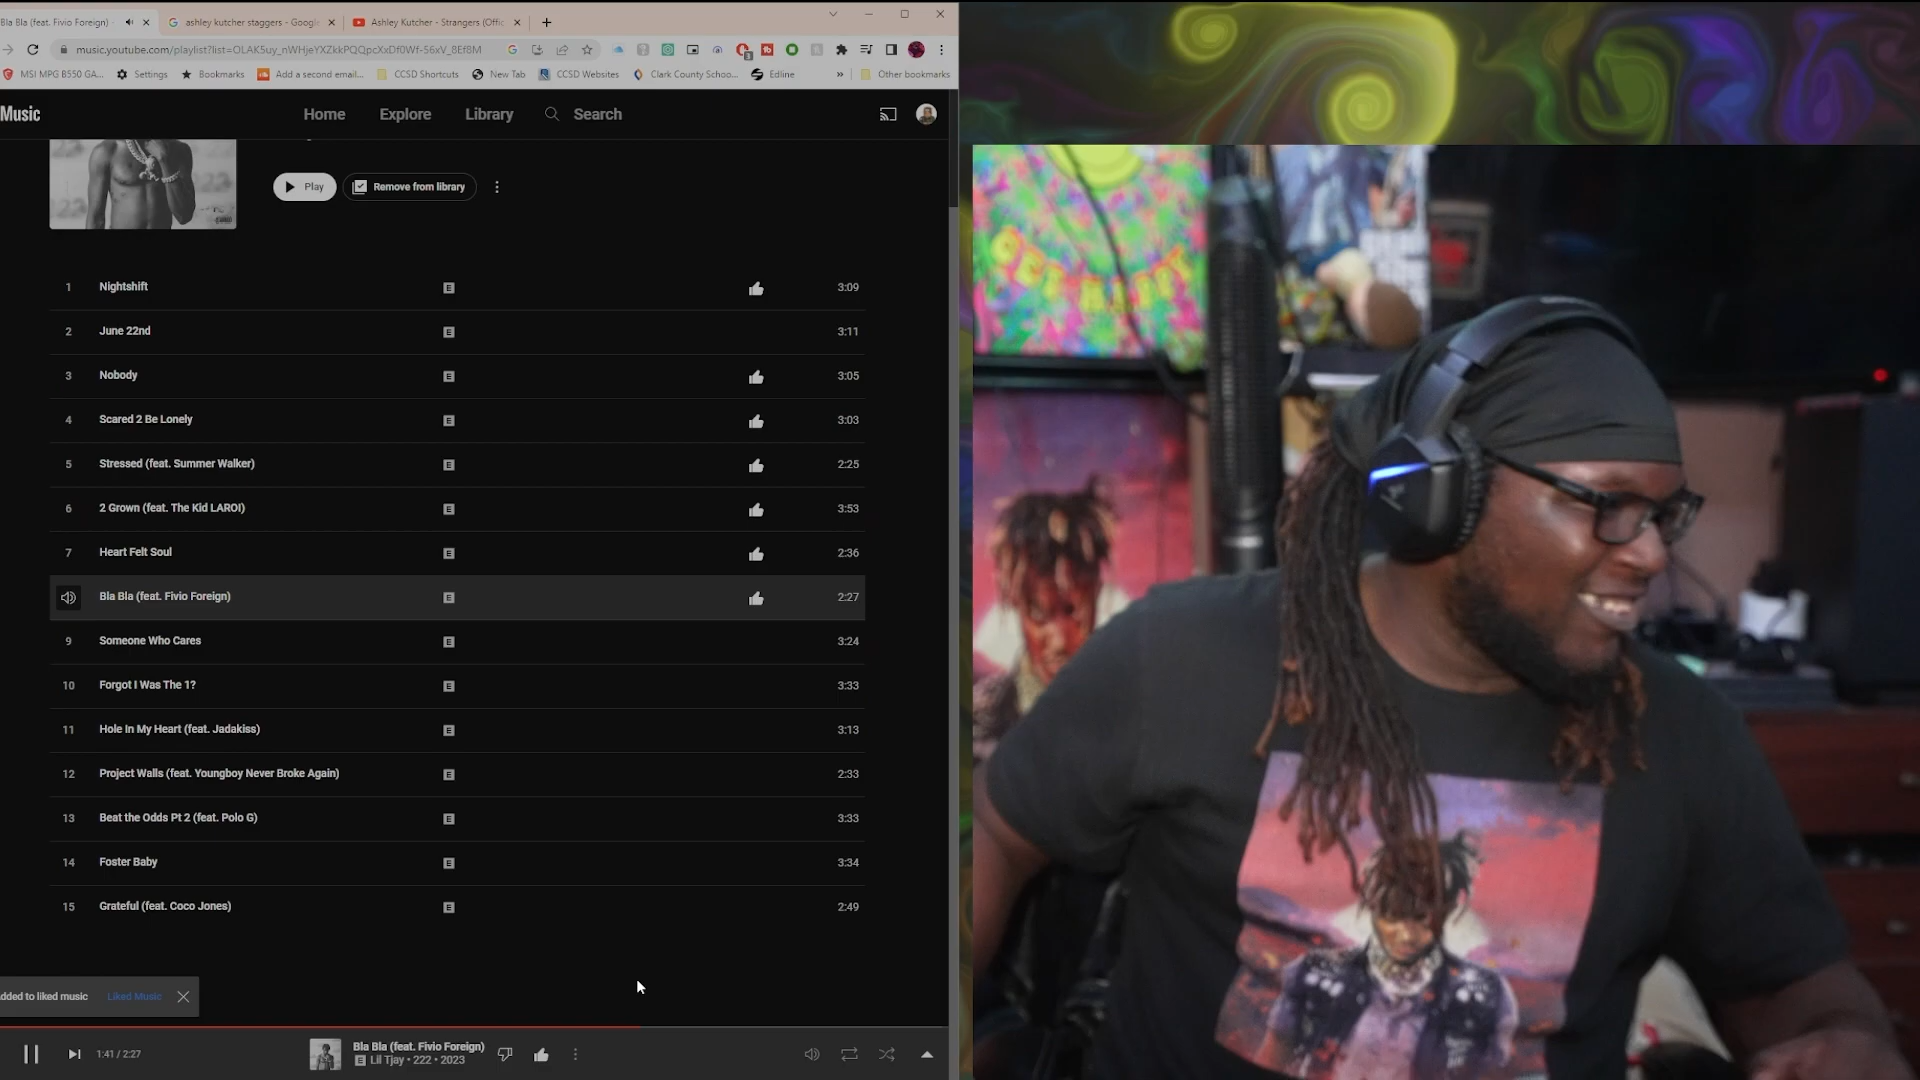 Bla Bla (feat. Fivio Foreign) -
ashley kutcher staggers - Google
Ashley Kutcher - Strangers (Offic
music.youtube.com/playlist?list=OLAK5uy_nWHjeYXZkkPQQpcXxDf0Wf-56xV_8Ef8M
MSI MPG B550 GA...
Settings
Bookmarks
Add a second email...
CCSD Shortcuts
New Tab
CCSD Websites
Clark County Schoo...
Edline
»
Other bookmarks
Music
Home
Explore
Library
Search
Play
Remove from library
1 Nightshift E 3:09
2 June 22nd E 3:11
3 Nobody E 3:05
4 Scared 2 Be Lonely E 3:03
5 Stressed (feat. Summer Walker) E 2:25
6 2 Grown (feat. The Kid LAROI) E 3:53
7 Heart Felt Soul E 2:36
Bla Bla (feat. Fivio Foreign) E 2:27
9 Someone Who Cares E 3:24
10 Forgot I Was The 1? E 3:33
11 Hole In My Heart (feat. Jadakiss) E 3:13
12 Project Walls (feat. Youngboy Never Broke Again) E 2:33
13 Beat the Odds Pt 2 (feat. Polo G) E 3:33
14 Foster Baby E 3:34
15 Grateful (feat. Coco Jones) E 2:49
dded to liked music
Liked Music
1:41 / 2:27
Bla Bla (feat. Fivio Foreign)
E Lil Tjay • 222 • 2023